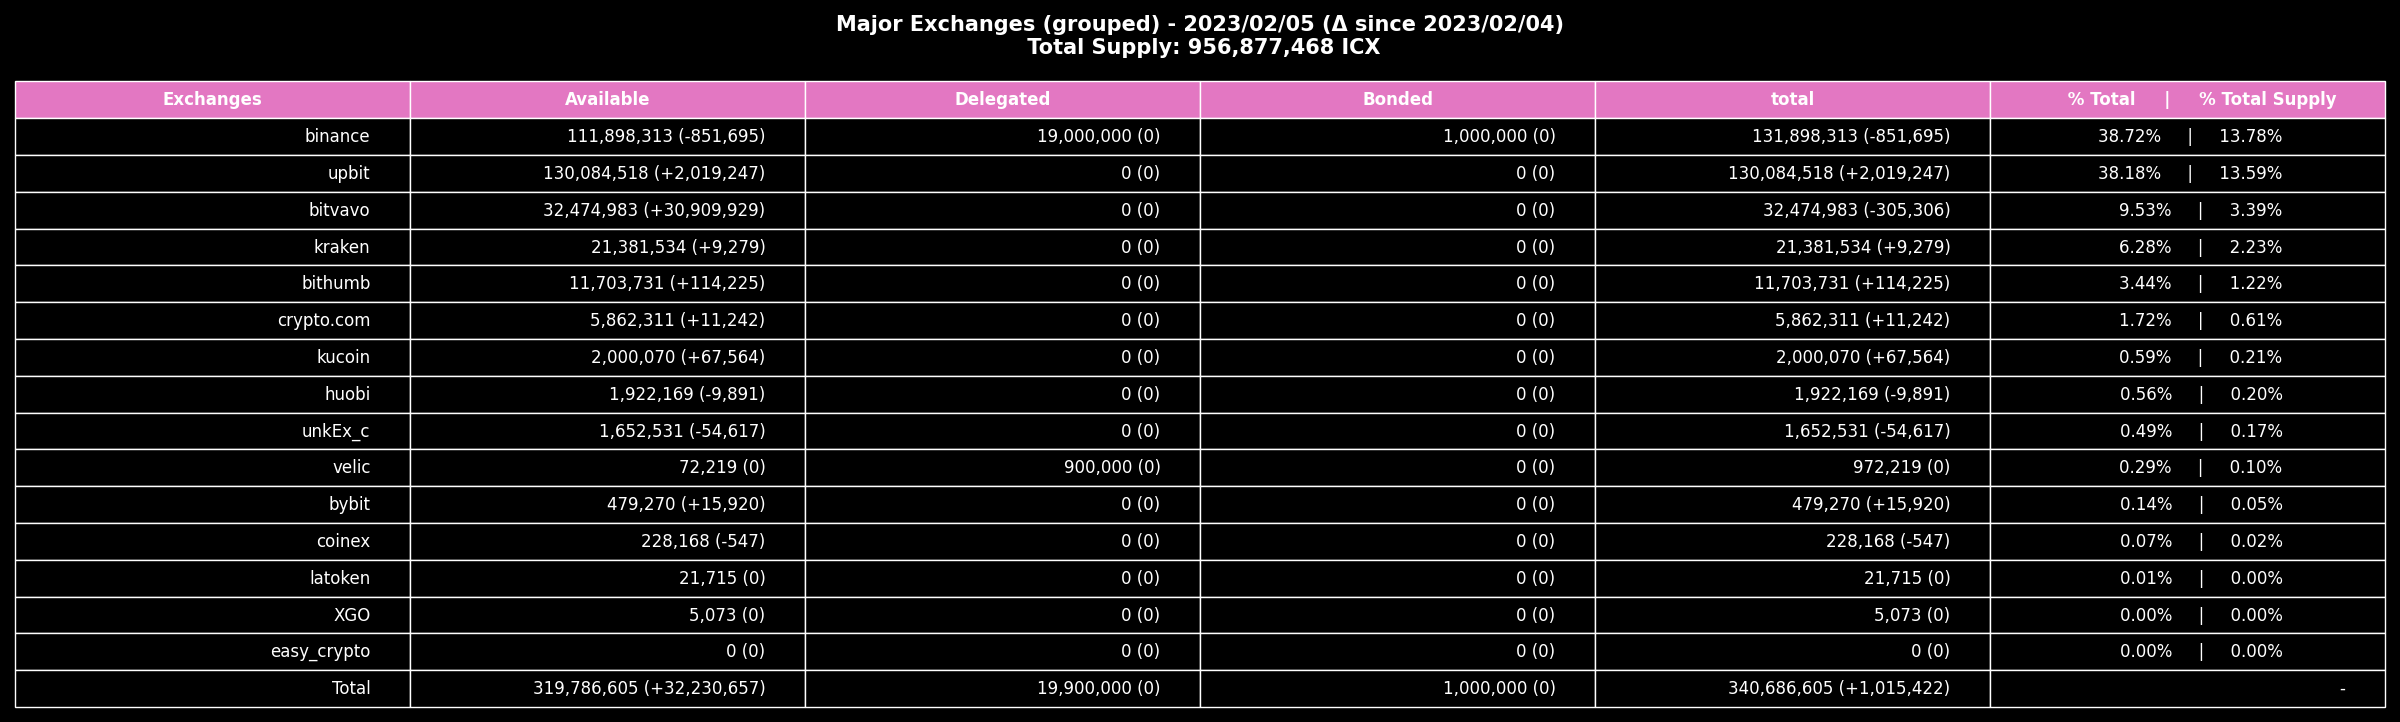 Major Exchanges (grouped) - 2023/02/05 (Δ since 2023/02/04)
Total Supply: 956,877,468 ICX
Exchanges Available Delegated Bonded total % Total | % Total Supply
binance 111,898,313 (-851,695) 19,000,000 (0) 1,000,000 (0) 131,898,313 (-851,695) 38.72% | 13.78%
upbit 130,084,518 (+2,019,247) 0 (0) 0 (0) 130,084,518 (+2,019,247) 38.18% | 13.59%
bitvavo 32,474,983 (+30,909,929) 0 (0) 0 (0) 32,474,983 (-305,306) 9.53% | 3.39%
kraken 21,381,534 (+9,279) 0 (0) 0 (0) 21,381,534 (+9,279) 6.28% | 2.23%
bithumb 11,703,731 (+114,225) 0 (0) 0 (0) 11,703,731 (+114,225) 3.44% | 1.22%
crypto.com 5,862,311 (+11,242) 0 (0) 0 (0) 5,862,311 (+11,242) 1.72% | 0.61%
kucoin 2,000,070 (+67,564) 0 (0) 0 (0) 2,000,070 (+67,564) 0.59% | 0.21%
huobi 1,922,169 (-9,891) 0 (0) 0 (0) 1,922,169 (-9,891) 0.56% | 0.20%
unkEx_c 1,652,531 (-54,617) 0 (0) 0 (0) 1,652,531 (-54,617) 0.49% | 0.17%
velic 72,219 (0) 900,000 (0) 0 (0) 972,219 (0) 0.29% | 0.10%
bybit 479,270 (+15,920) 0 (0) 0 (0) 479,270 (+15,920) 0.14% | 0.05%
coinex 228,168 (-547) 0 (0) 0 (0) 228,168 (-547) 0.07% | 0.02%
latoken 21,715 (0) 0 (0) 0 (0) 21,715 (0) 0.01% | 0.00%
XGO 5,073 (0) 0 (0) 0 (0) 5,073 (0) 0.00% | 0.00%
easy_crypto 0 (0) 0 (0) 0 (0) 0 (0) 0.00% | 0.00%
Total 319,786,605 (+32,230,657) 19,900,000 (0) 1,000,000 (0) 340,686,605 (+1,015,422) -